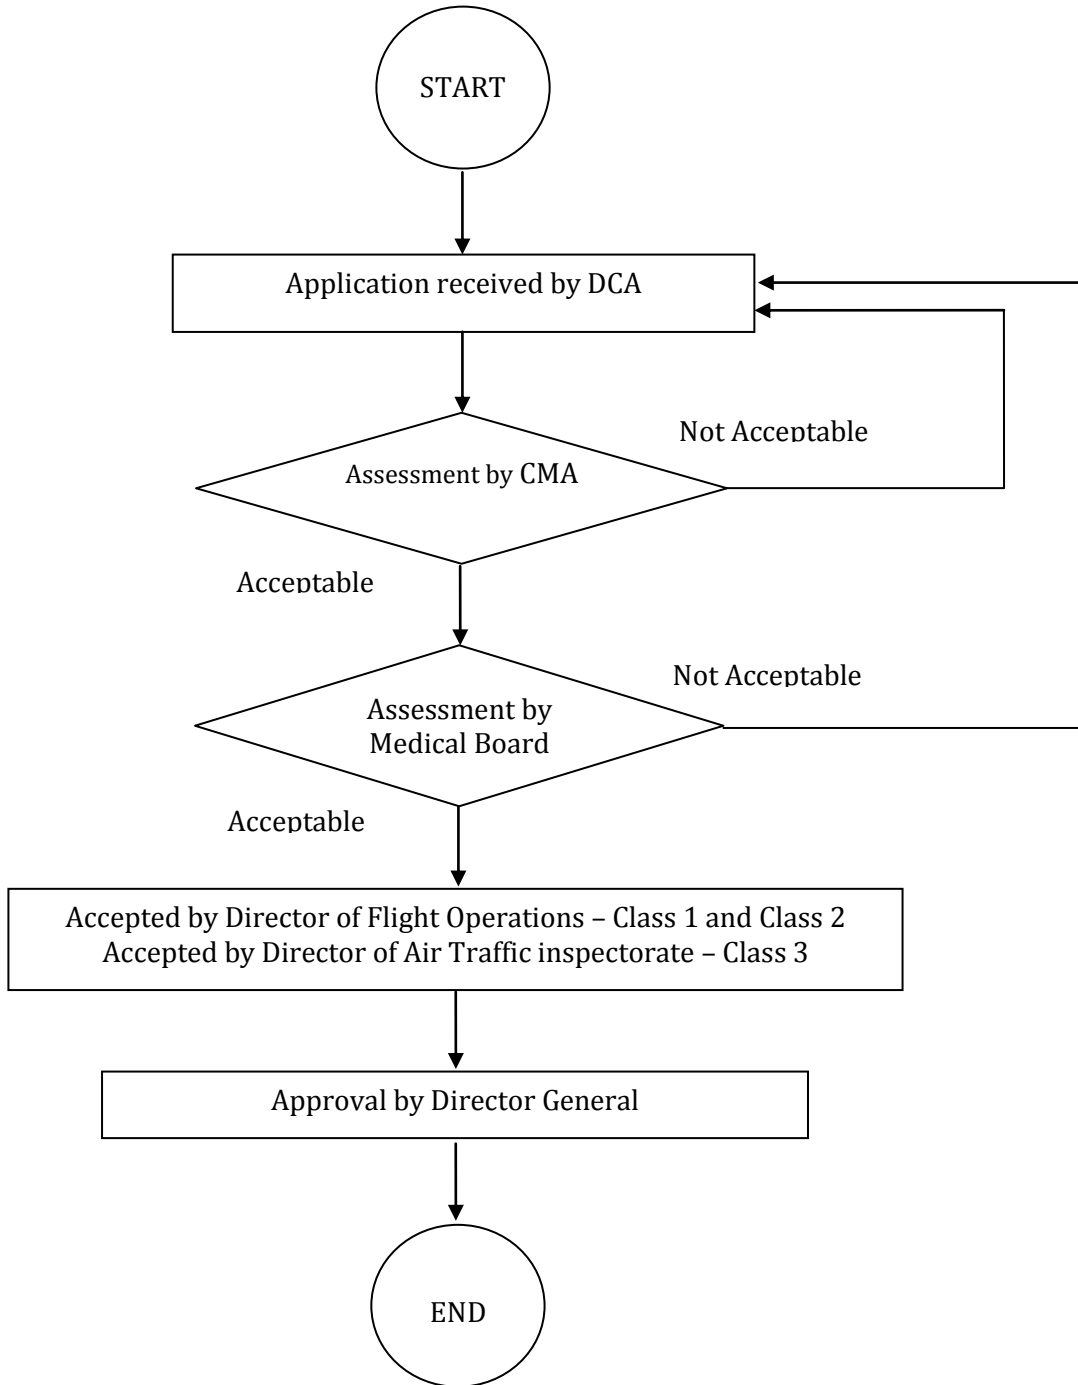 START
Application received by DCA
Not Acceptable
Assessment by CMA
Acceptable
Not Acceptable
Assessment by
Medical Board
Acceptable
Accepted by Director of Flight Operations – Class 1 and Class 2
Accepted by Director of Air Traffic inspectorate – Class 3
Approval by Director General
END